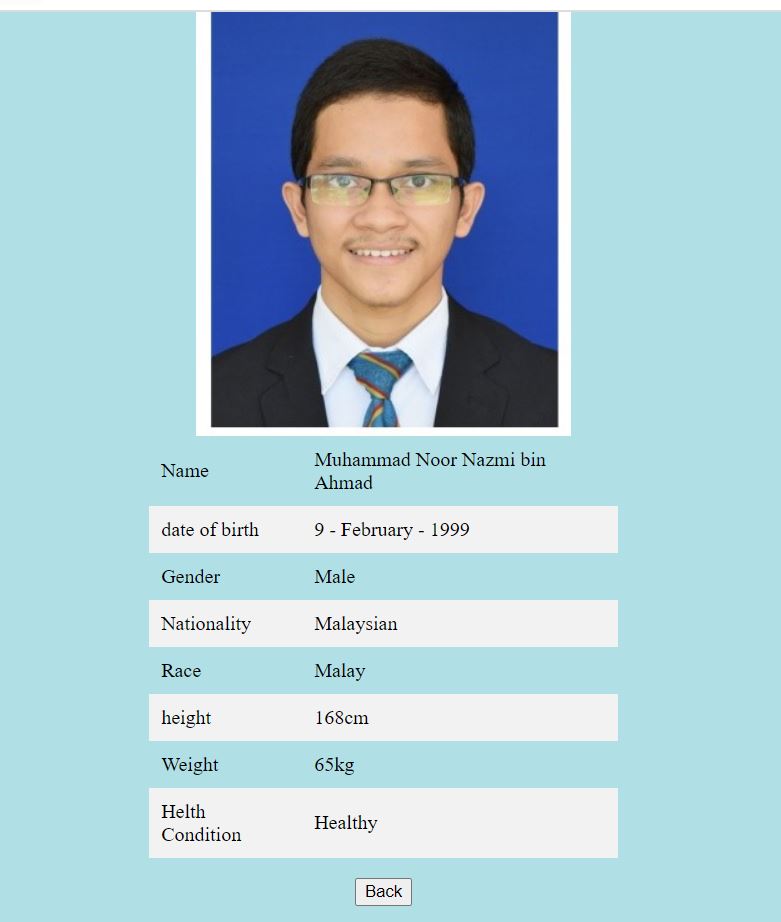 Name
Muhammad Noor Nazmi bin
Ahmad
date of birth
9 - February - 1999
Gender
Male
Nationality
Malaysian
Race
Malay
height
168cm
Weight
65kg
Helth
Condition
Healthy
Back